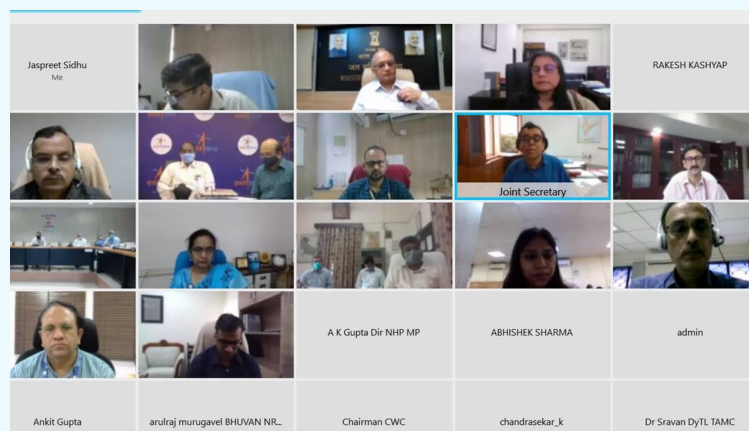 Jaspreet Sidhu
Me
RAKESH KASHYAP
Joint Secretary
A K Gupta Dir NHP MP
ABHISHEK SHARMA
admin
Ankit Gupta
arulraj murugavel BHUVAN NR...
Chairman CWC
chandrasekar_k
Dr Sravan DyTL TAMC